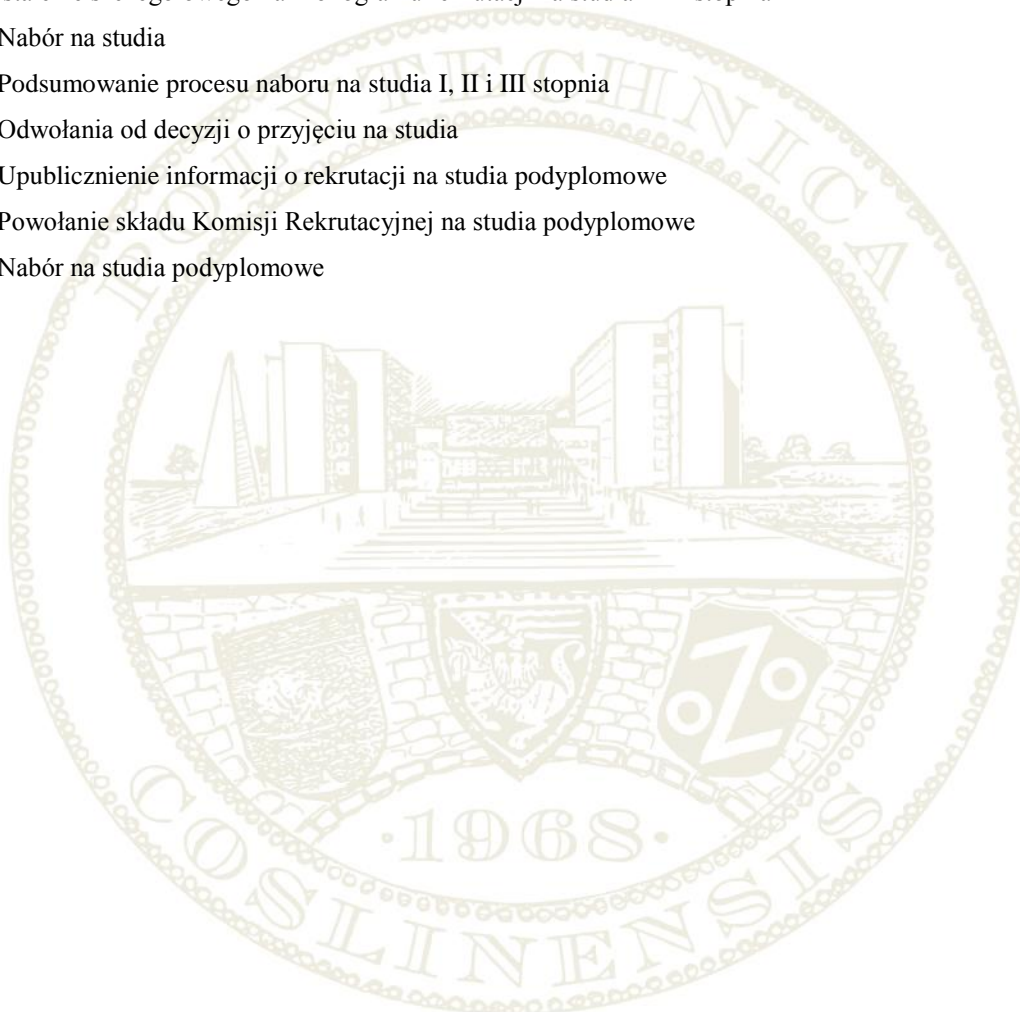 Nabór na studia
Podsumowanie procesu naboru na studia I, II i III stopnia
Odwołania od decyzji o przyjęciu na studia
Upublicznienie informacji o rekrutacji na studia podyplomowe
Powołanie składu Komisji Rekrutacyjnej na studia podyplomowe
Nabór na studia podyplomowe
POLYTECHNICA
·1968·
COSLINENSIS